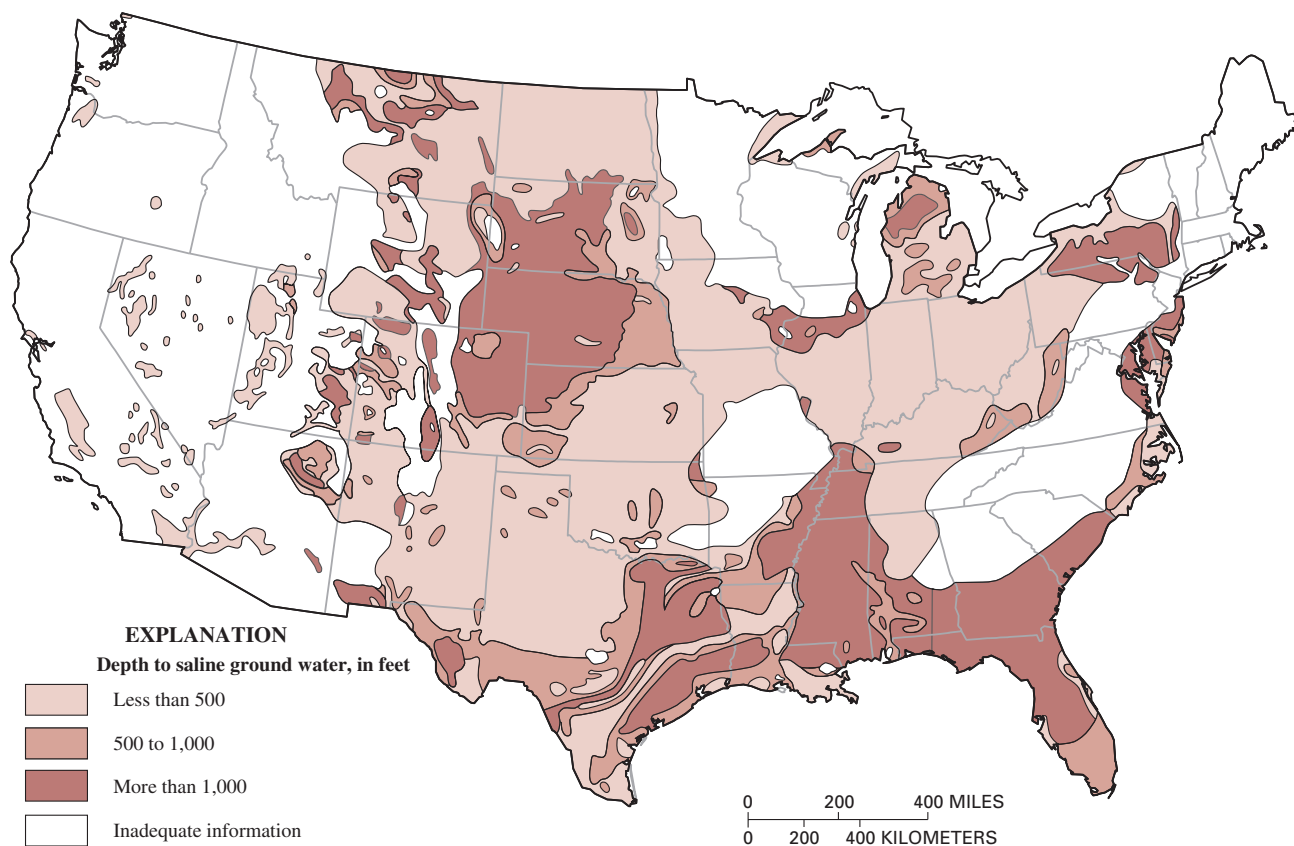 EXPLANATION
Depth to saline ground water, in feet
Less than 500
500 to 1,000
More than 1,000
Inadequate information
0 200 400 MILES
0 200 400 KILOMETERS